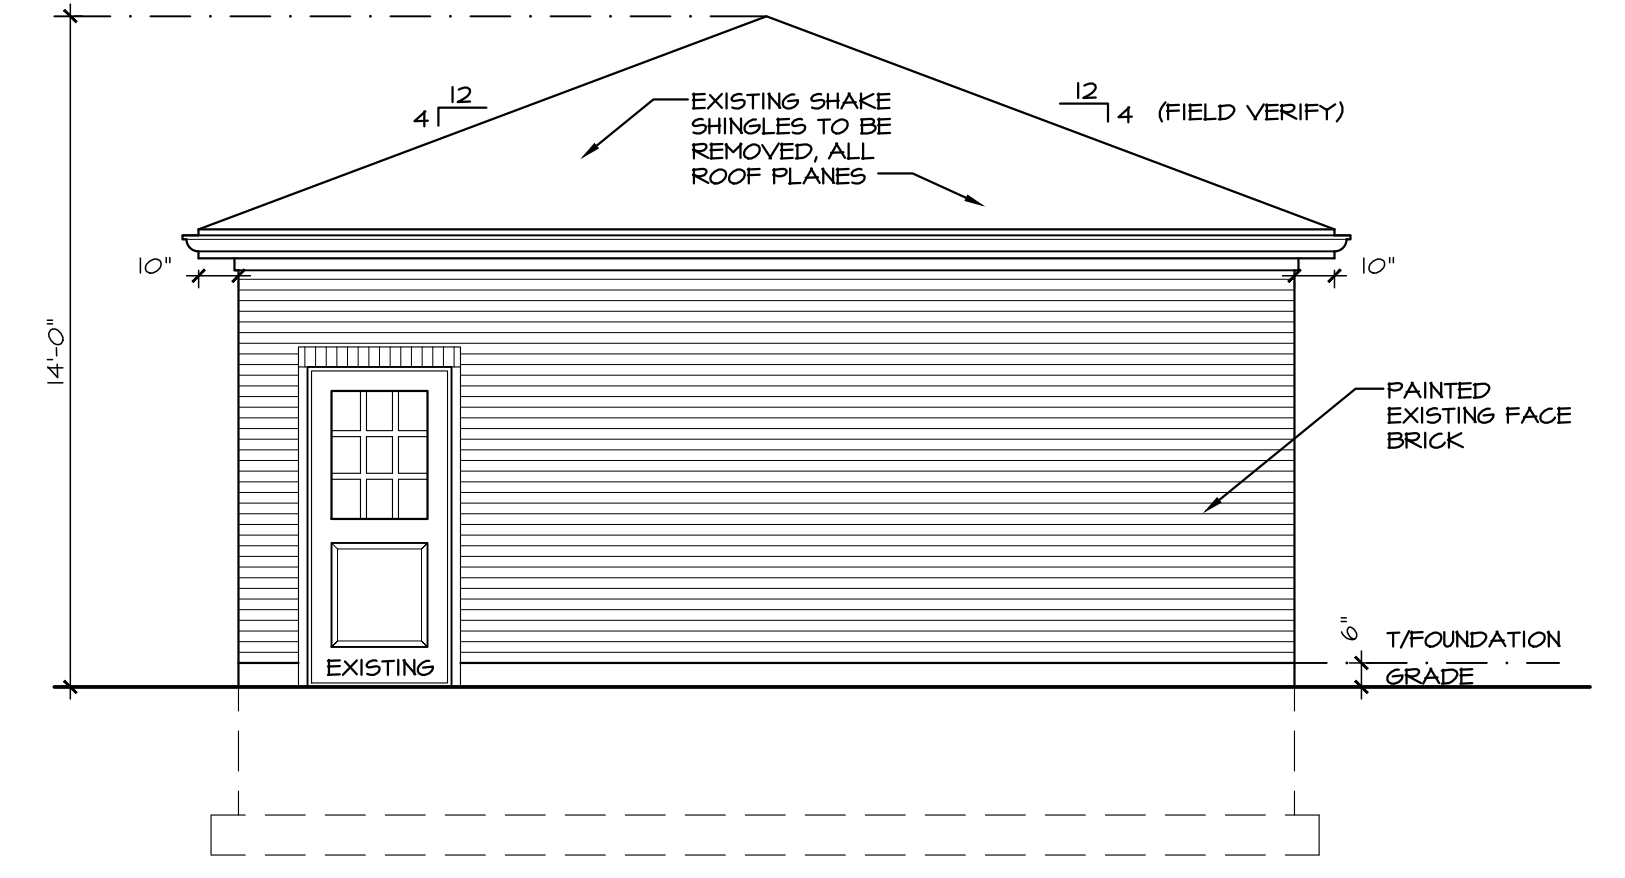 12
4
EXISTING SHAKE
SHINGLES TO BE
REMOVED, ALL
ROOF PLANES
12
4 (FIELD VERIFY)
10"
10"
14'-0"
PAINTED
EXISTING FACE
BRICK
6"
T/FOUNDATION
GRADE
EXISTING